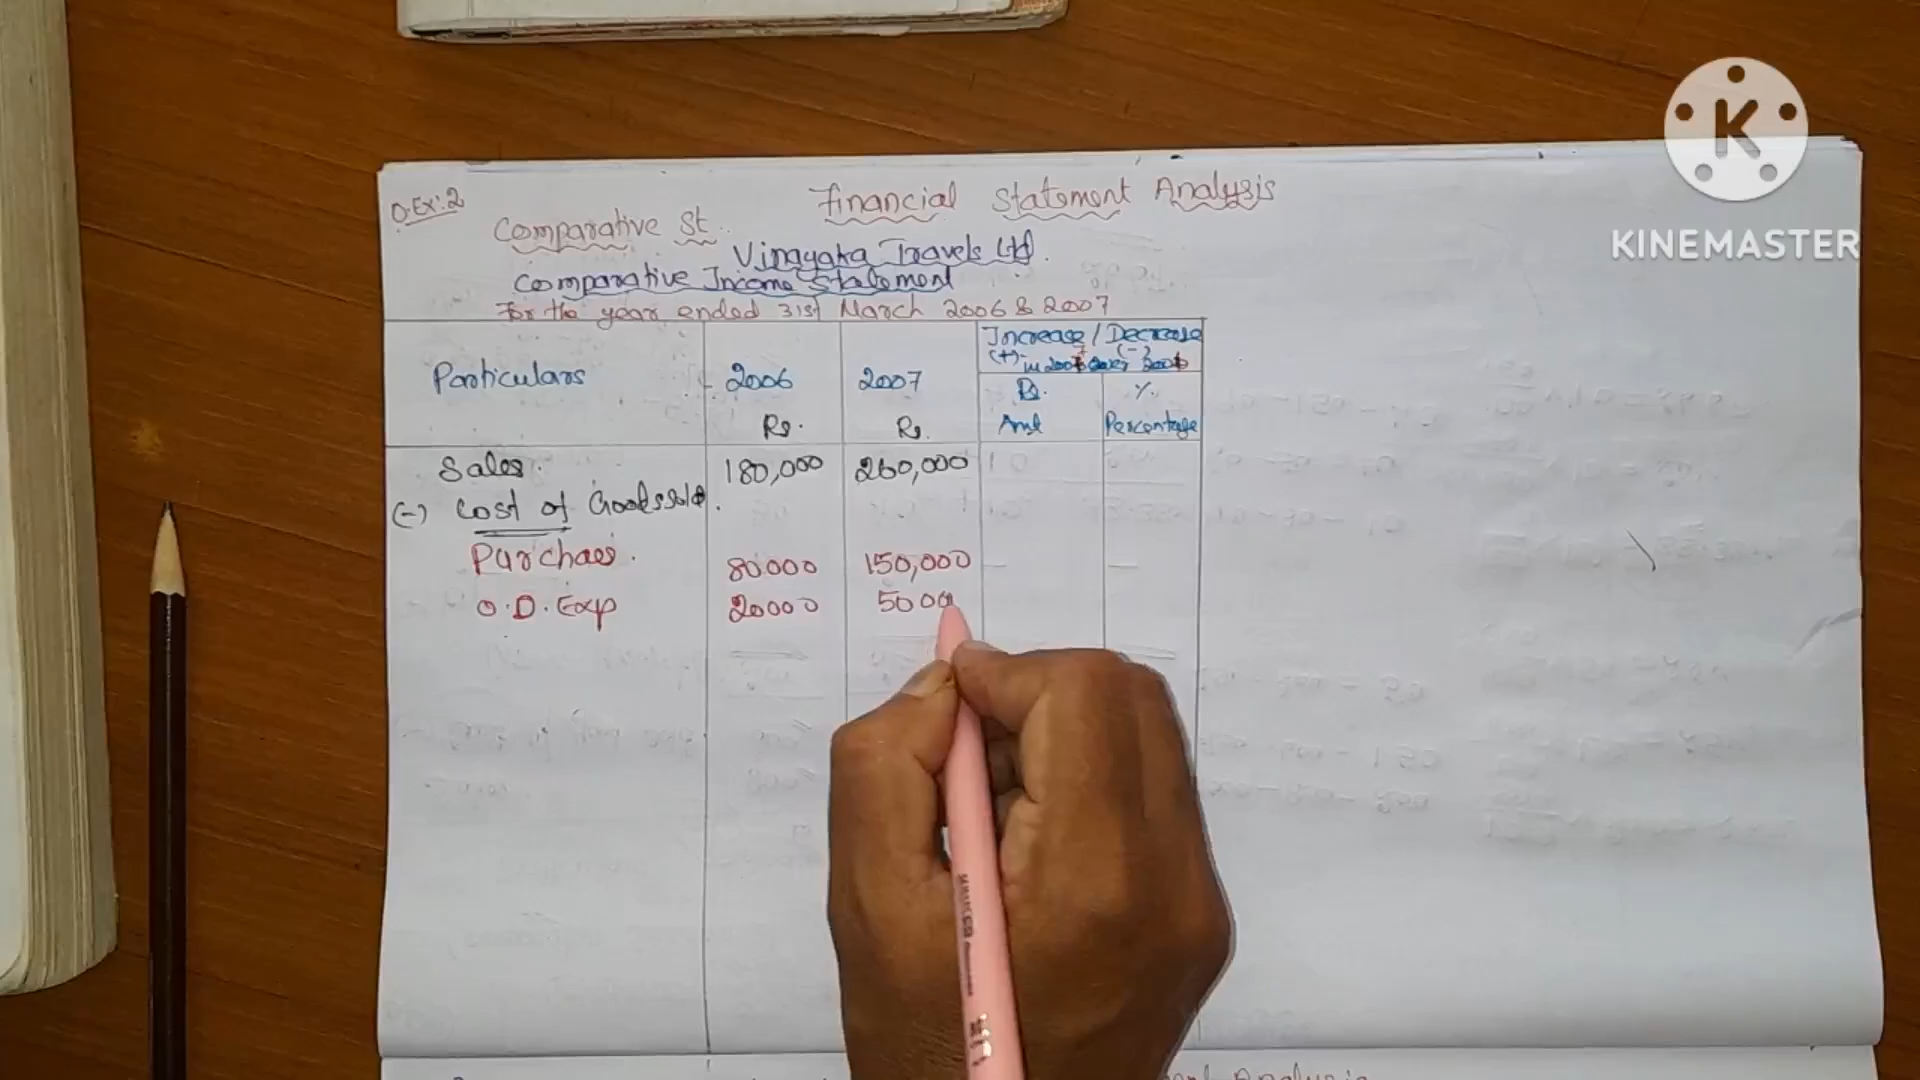 O.Ex:2
Financial Statement Analysis
Comparative St.
Vinayaka Travels Ltd.
Comparative Income Statement
For the year ended 31st March 2006 & 2007
Particulars 2006 2007 Increase / Decrease
(+) (-)
Rs. Rs. Rs. %
Amt Percentage
Sales. 180,000 260,000
(-) Cost of Goods sold.
Purchaes. 80000 150,000
O.D. Exp 20000 5000
K
KINEMASTER